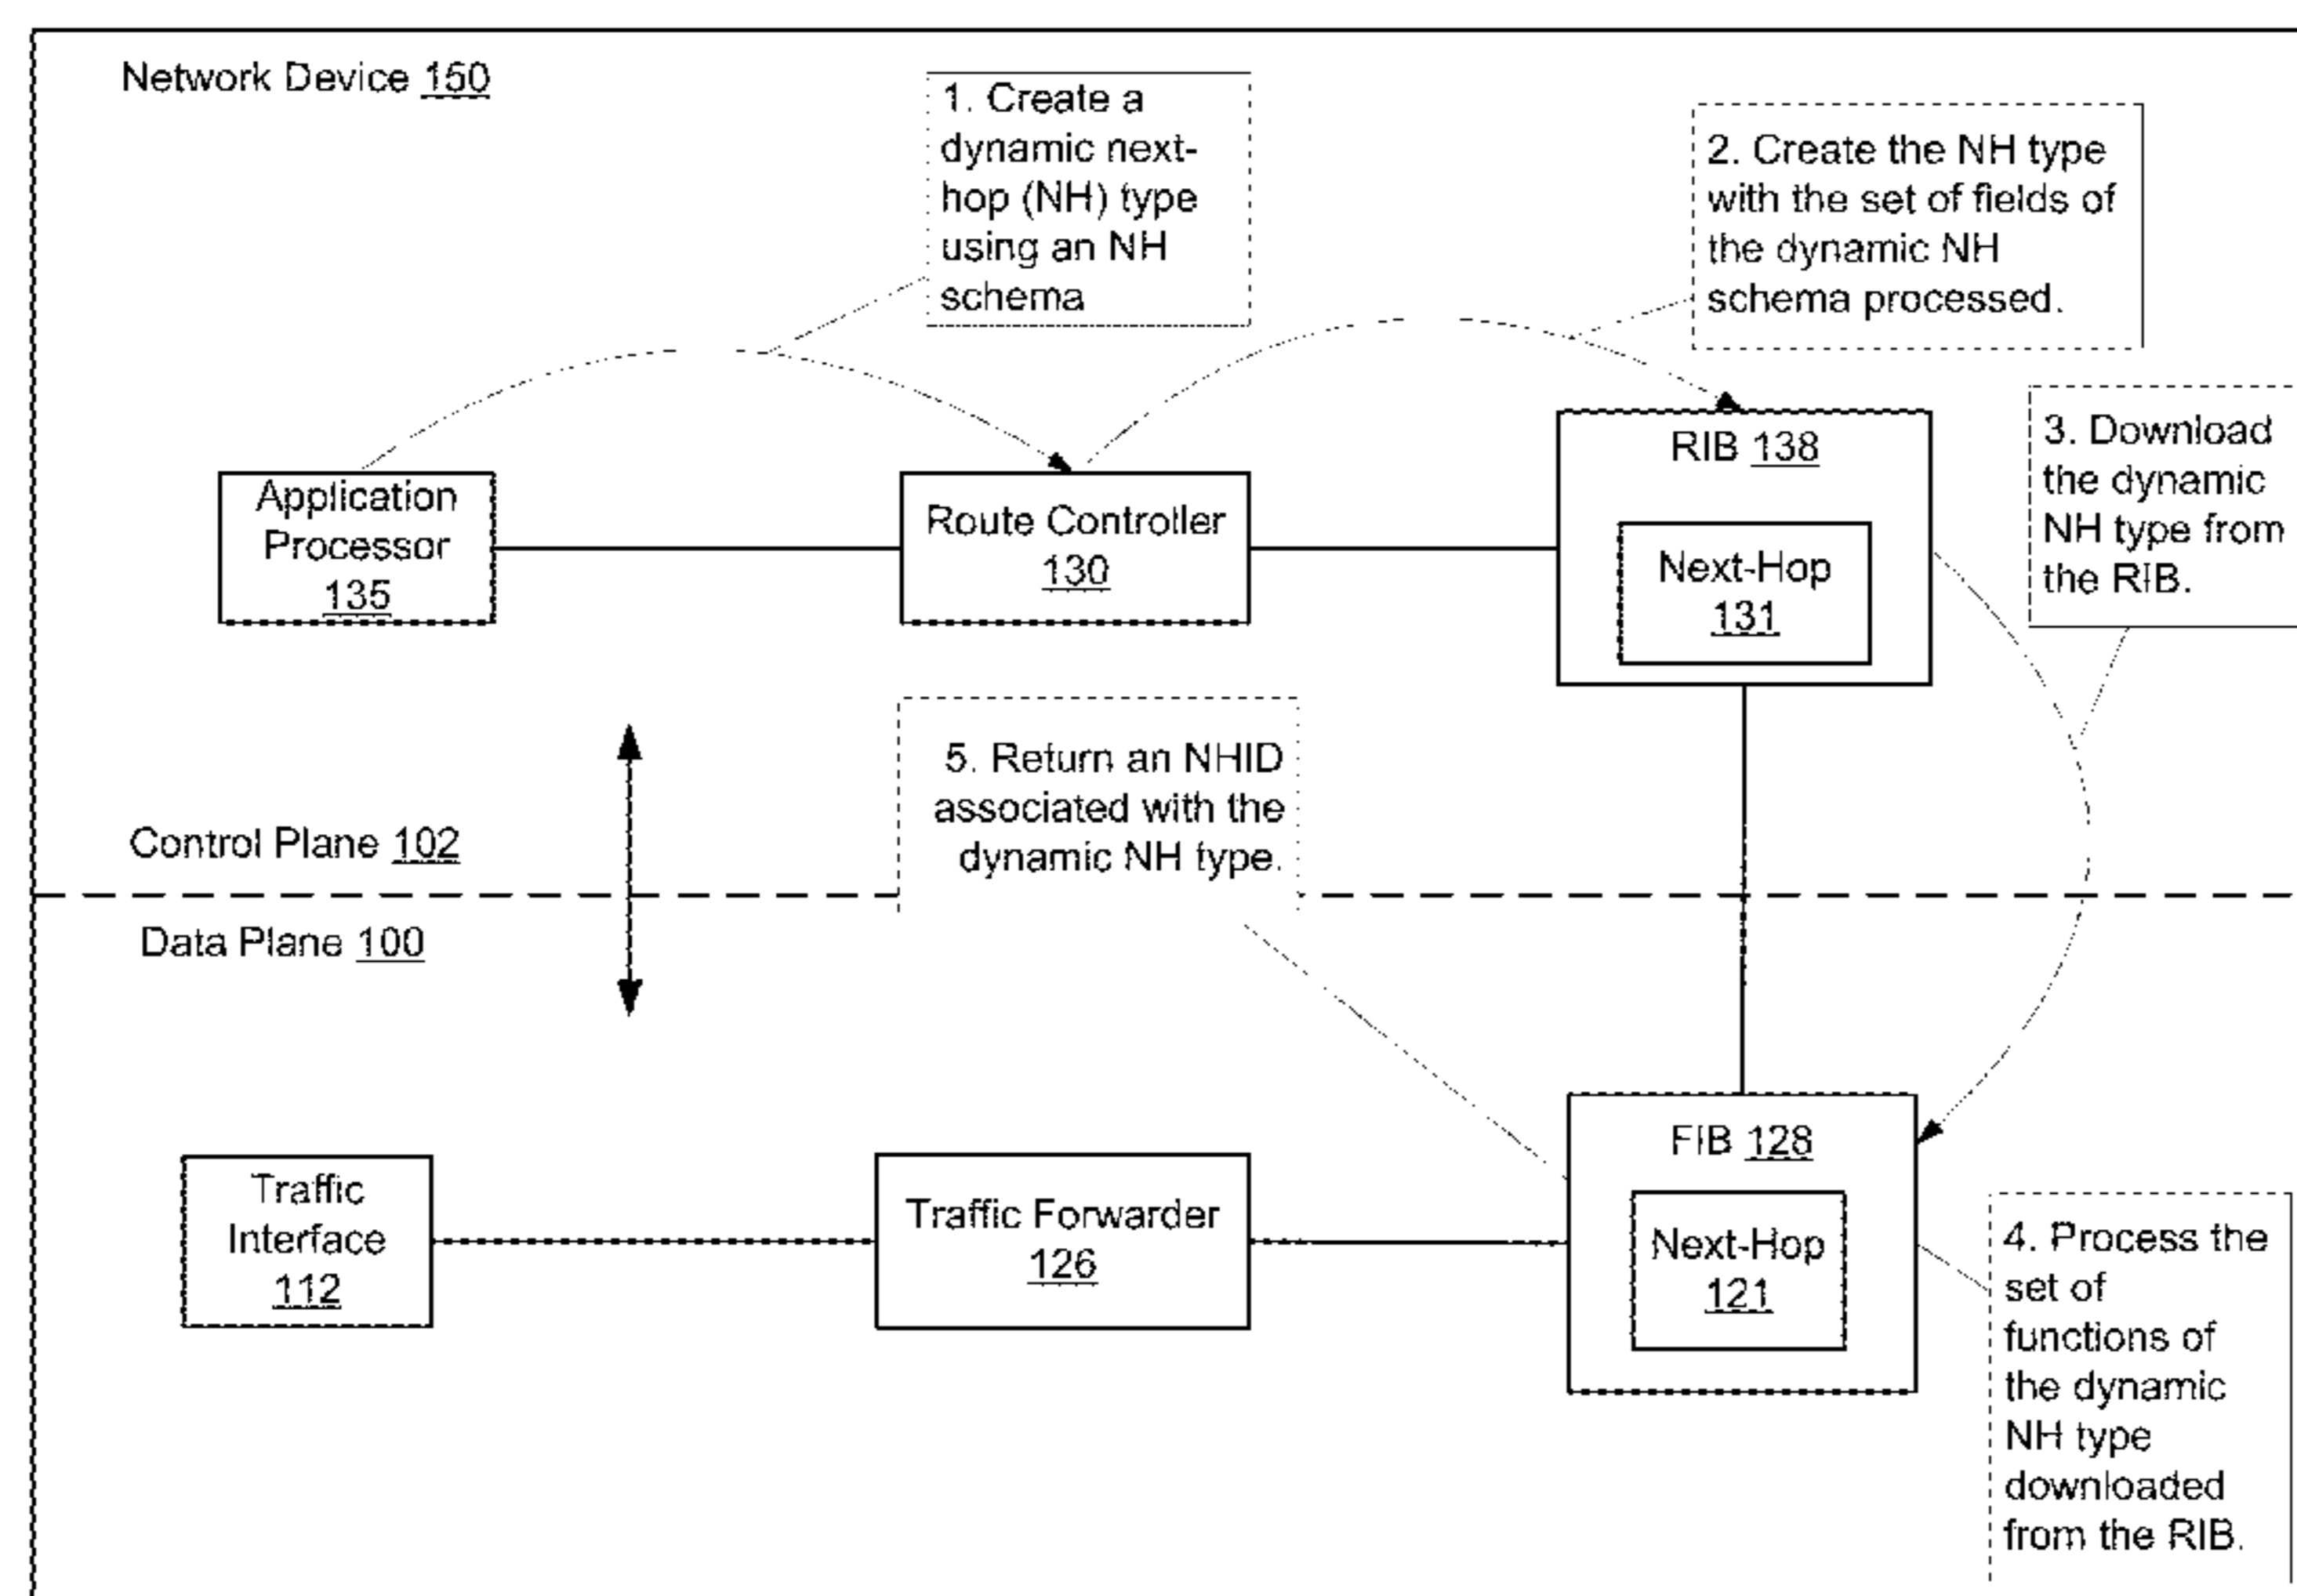 Network Device 150
1. Create a
dynamic next-
hop (NH) type
using an NH
schema
2. Create the NH type
with the set of fields of
the dynamic NH
schema processed.
3. Download
the dynamic
NH type from
the RIB.
Application
Processor
135
Route Controller
130
RIB 138
Next-Hop
131
5. Return an NHID
associated with the
dynamic NH type.
Control Plane 102
Data Plane 100
Traffic
Interface
112
Traffic Forwarder
126
FIB 128
Next-Hop
121
4. Process the
set of
functions of
the dynamic
NH type
downloaded
from the RIB.